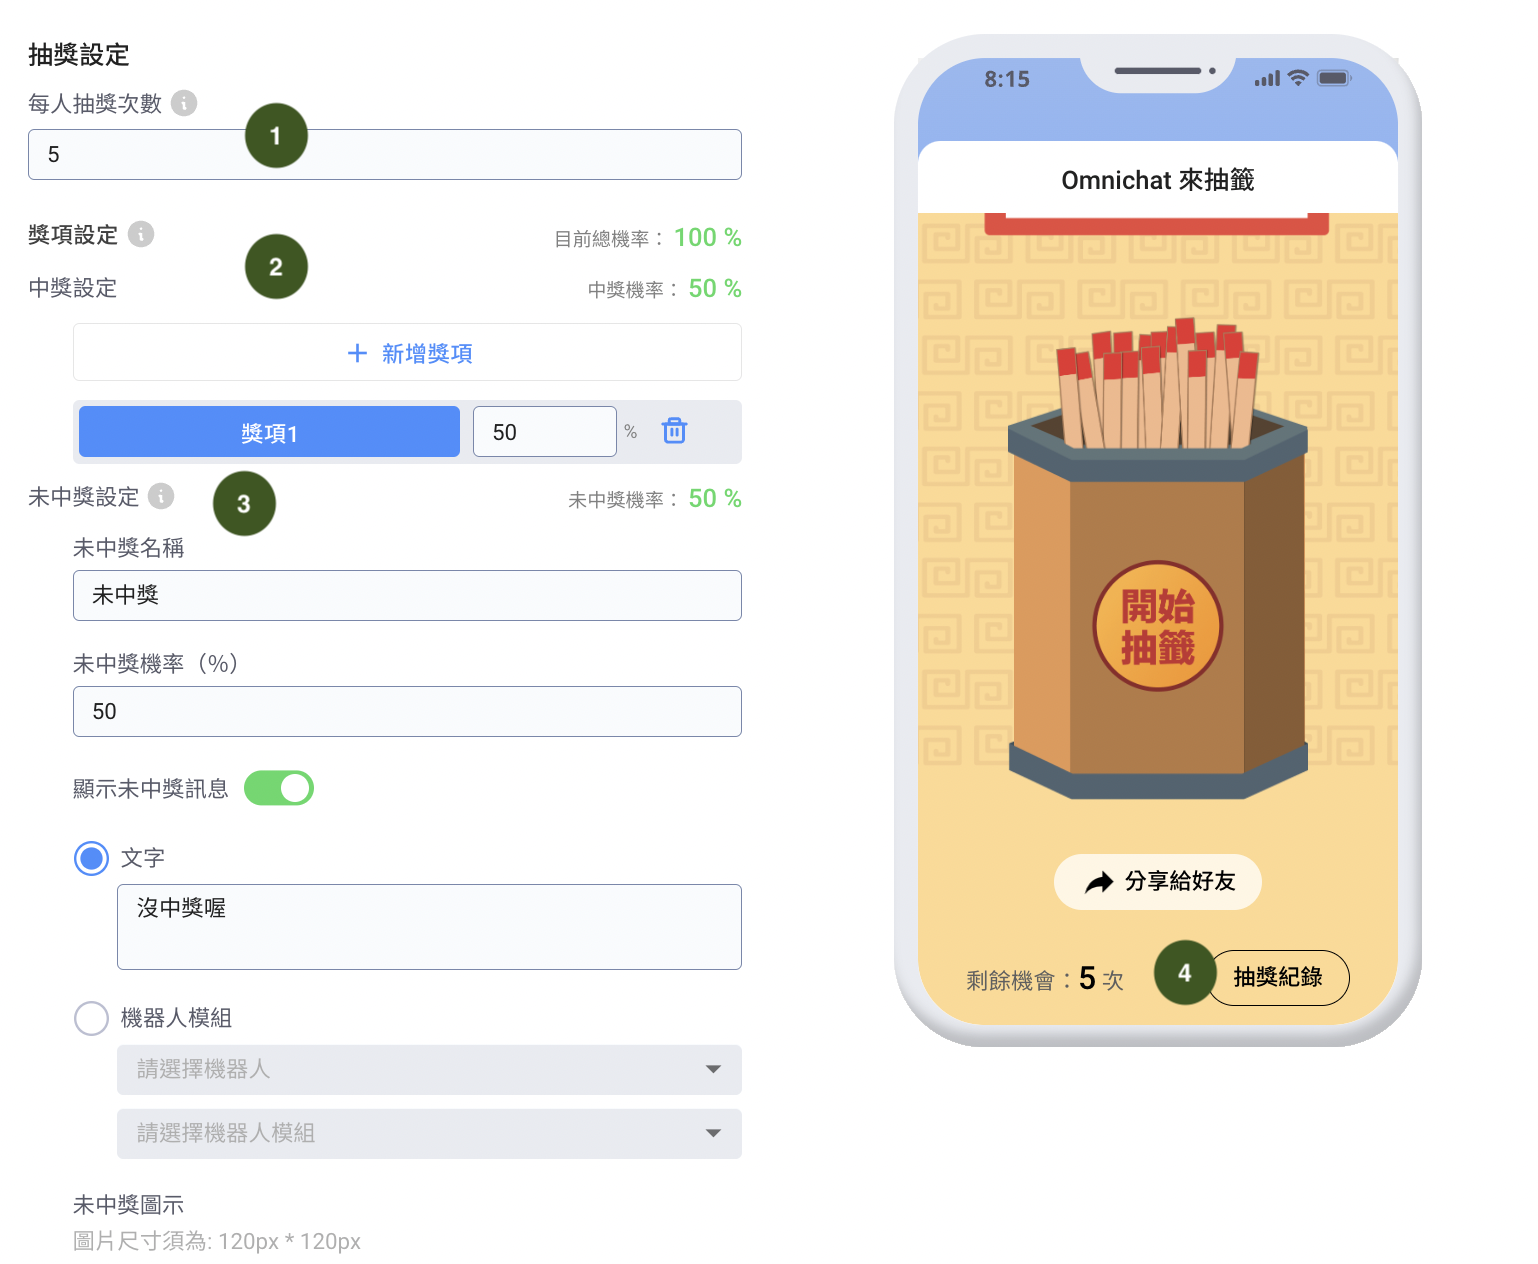 抽獎設定
每人抽獎次數 i
1
5
獎項設定 i
目前總機率： 100 %
2
中獎設定
中獎機率： 50 %
+ 新增獎項
獎項1
50 %
未中獎設定 i
3
未中獎機率： 50 %
未中獎名稱
未中獎
未中獎機率（%）
50
顯示未中獎訊息
文字
沒中獎喔
機器人模組
請選擇機器人
請選擇機器人模組
未中獎圖示
圖片尺寸須為: 120px * 120px
8:15
Omnichat 來抽籤
開始
抽籤
分享給好友
剩餘機會：5 次
4
抽獎紀錄